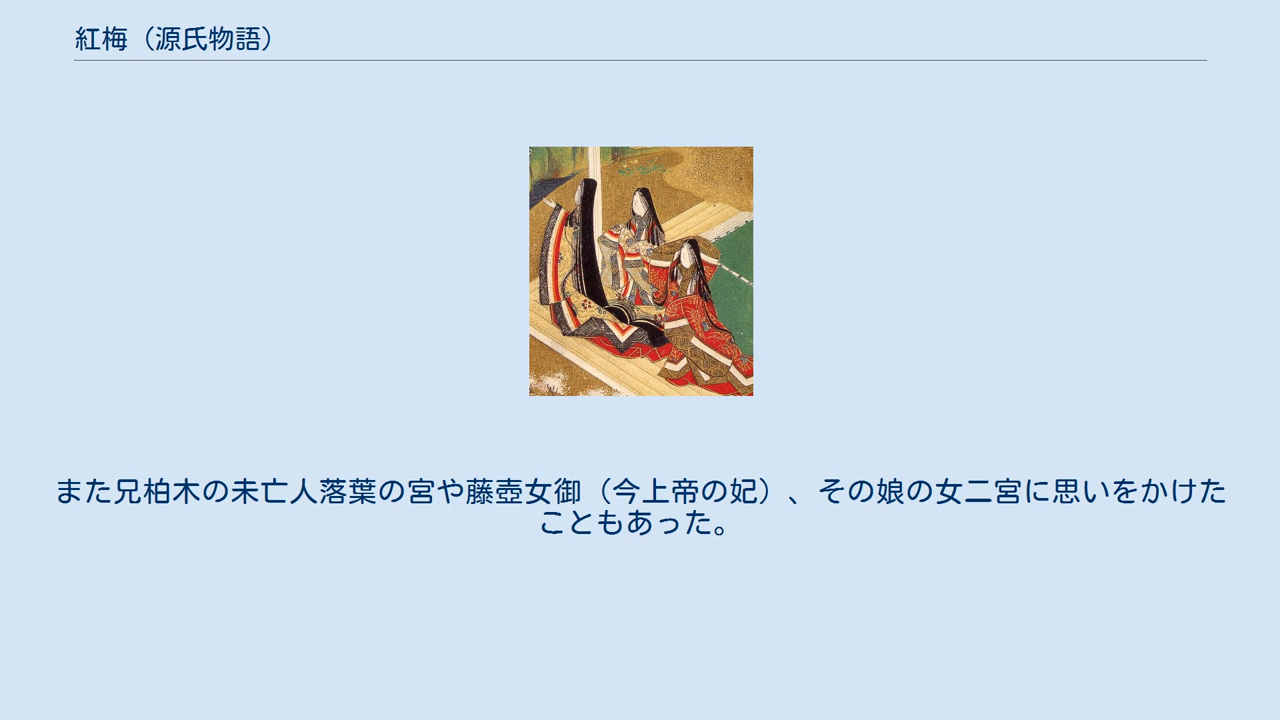 紅梅（源氏物語）
また兄柏木の未亡人落葉の宮や藤壺女御（今上帝の妃）、その娘の女二宮に思いをかけた
こともあった。